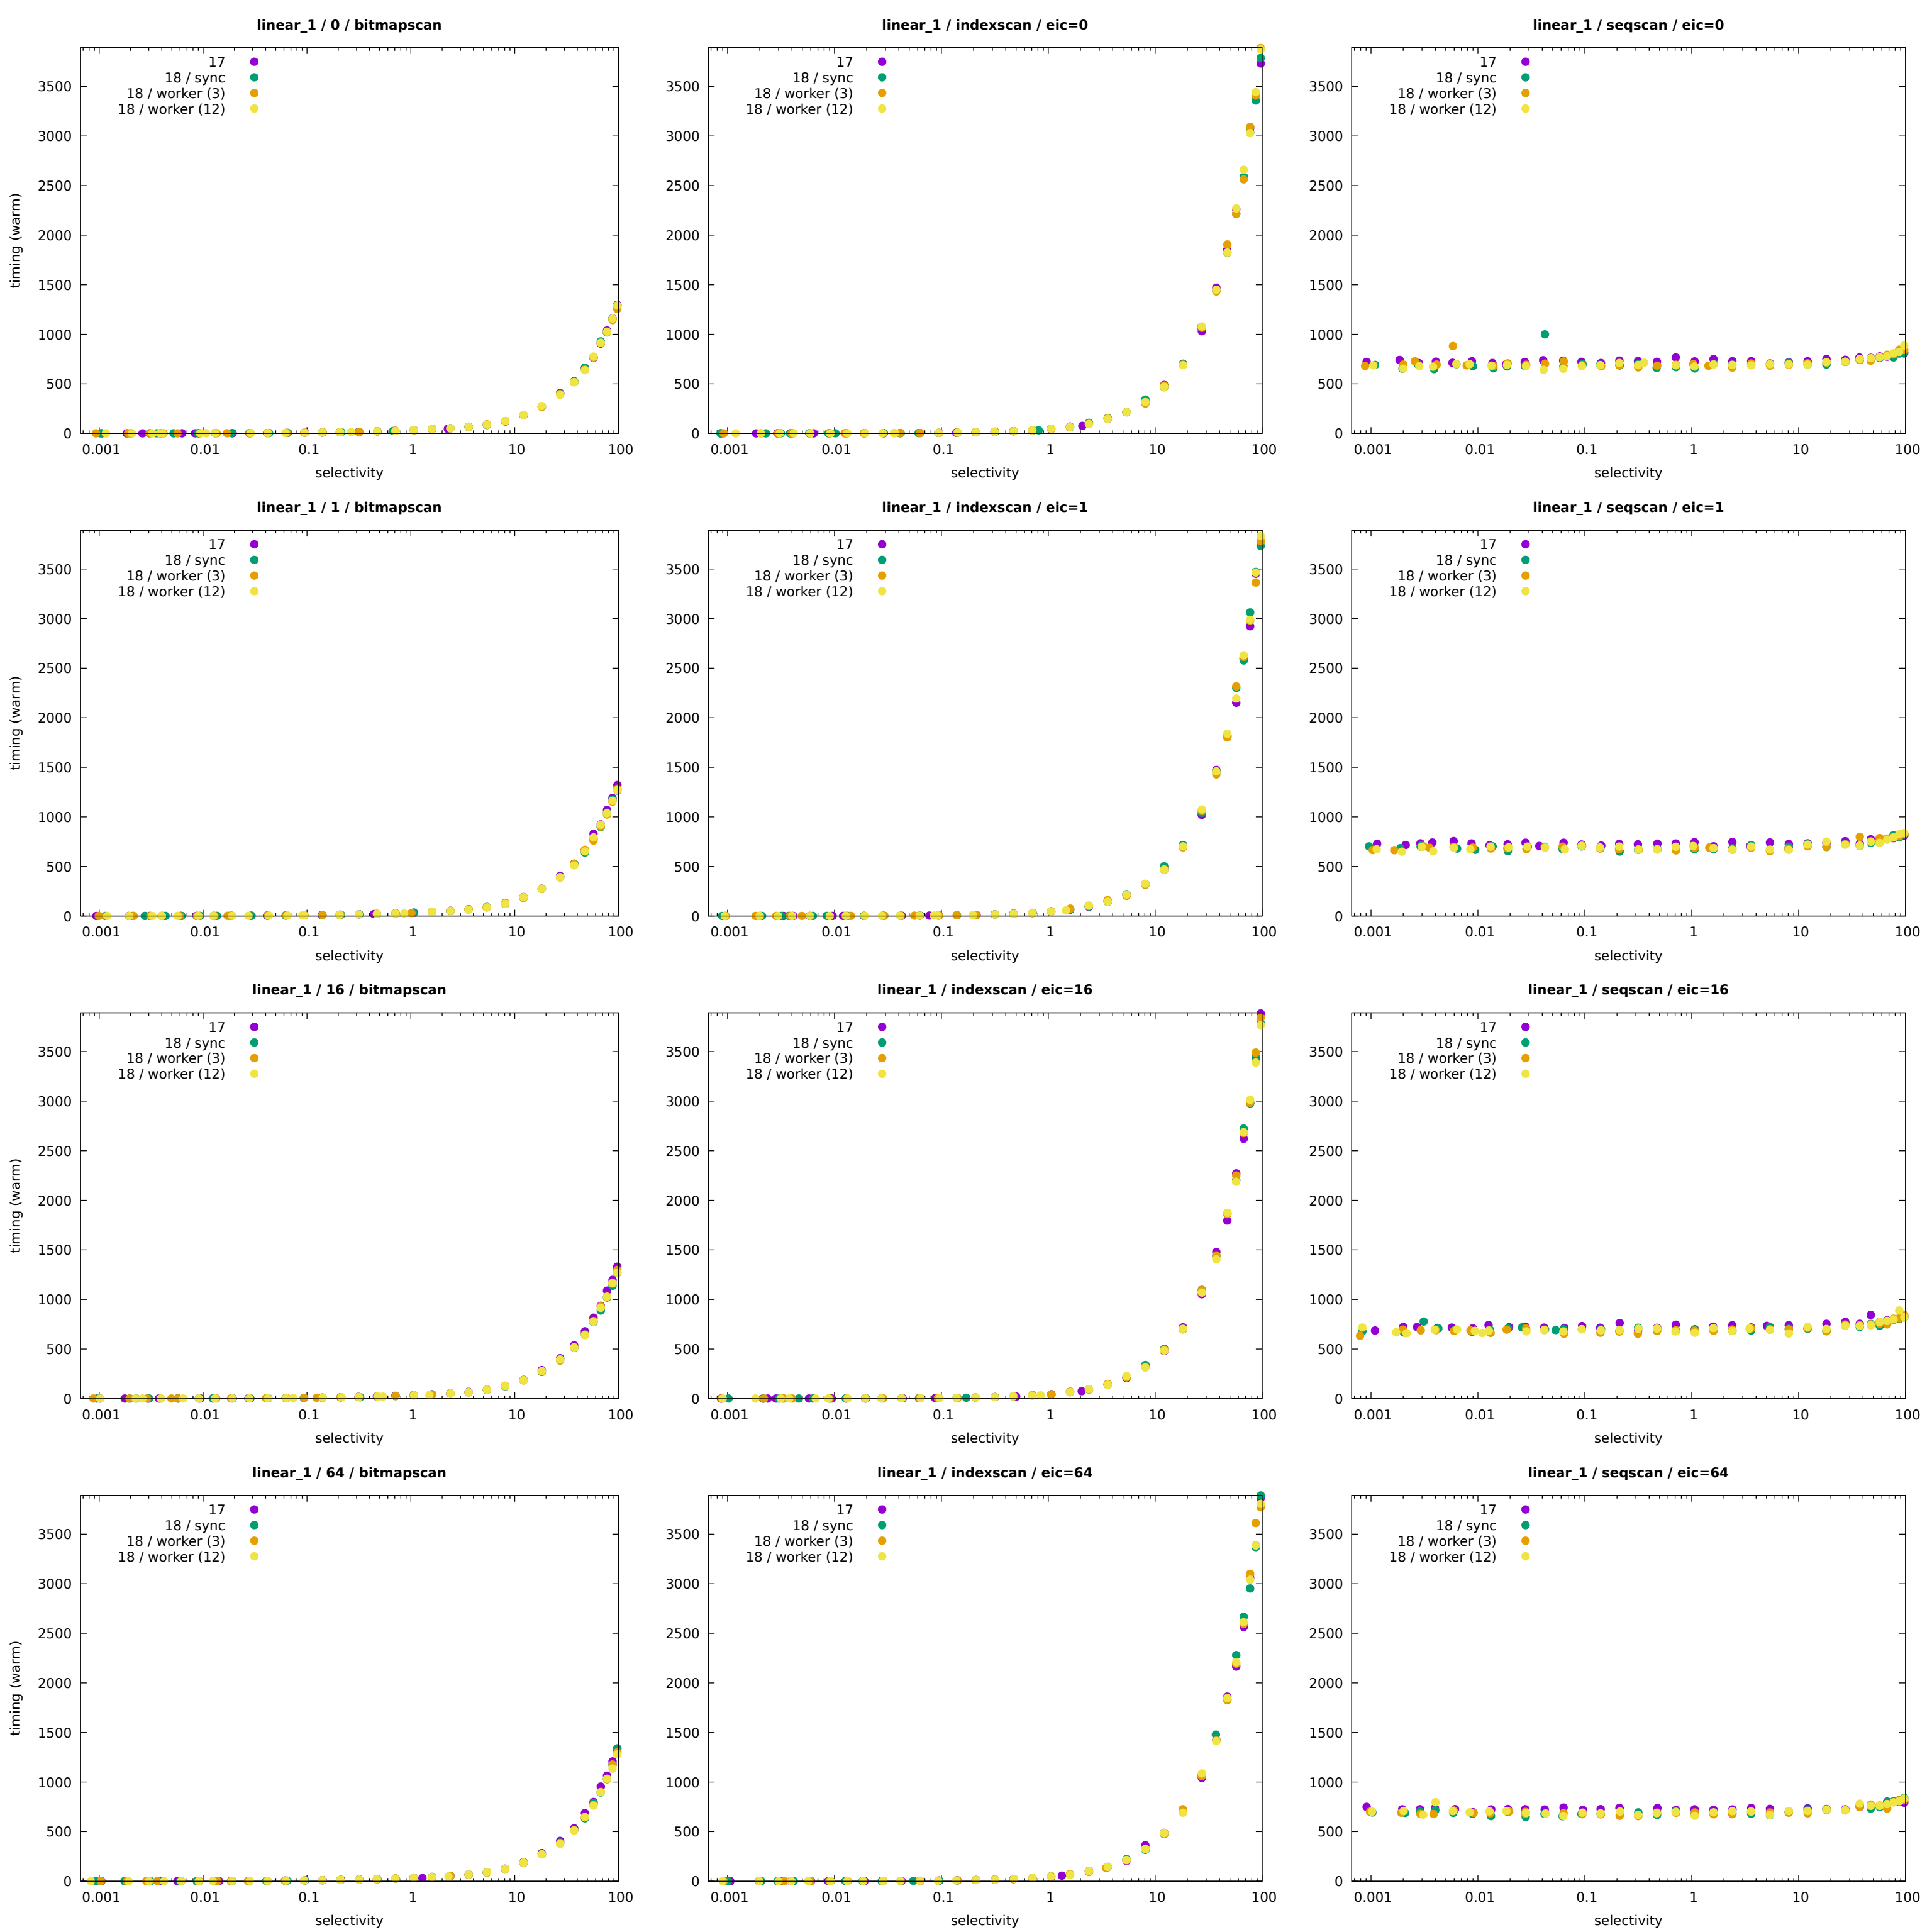 linear_1 / 0 / bitmapscan
17
18 / sync
18 / worker (3)
18 / worker (12)
timing (warm)
3500
3000
2500
2000
1500
1000
500
0
0.001 0.01 0.1 1 10 100
selectivity
linear_1 / indexscan / eic=0
17
18 / sync
18 / worker (3)
18 / worker (12)
3500
3000
2500
2000
1500
1000
500
0
0.001 0.01 0.1 1 10 100
selectivity
linear_1 / seqscan / eic=0
17
18 / sync
18 / worker (3)
18 / worker (12)
3500
3000
2500
2000
1500
1000
500
0
0.001 0.01 0.1 1 10 100
selectivity
linear_1 / 1 / bitmapscan
17
18 / sync
18 / worker (3)
18 / worker (12)
timing (warm)
3500
3000
2500
2000
1500
1000
500
0
0.001 0.01 0.1 1 10 100
selectivity
linear_1 / indexscan / eic=1
17
18 / sync
18 / worker (3)
18 / worker (12)
3500
3000
2500
2000
1500
1000
500
0
0.001 0.01 0.1 1 10 100
selectivity
linear_1 / seqscan / eic=1
17
18 / sync
18 / worker (3)
18 / worker (12)
3500
3000
2500
2000
1500
1000
500
0
0.001 0.01 0.1 1 10 100
selectivity
linear_1 / 16 / bitmapscan
17
18 / sync
18 / worker (3)
18 / worker (12)
timing (warm)
3500
3000
2500
2000
1500
1000
500
0
0.001 0.01 0.1 1 10 100
selectivity
linear_1 / indexscan / eic=16
17
18 / sync
18 / worker (3)
18 / worker (12)
3500
3000
2500
2000
1500
1000
500
0
0.001 0.01 0.1 1 10 100
selectivity
linear_1 / seqscan / eic=16
17
18 / sync
18 / worker (3)
18 / worker (12)
3500
3000
2500
2000
1500
1000
500
0
0.001 0.01 0.1 1 10 100
selectivity
linear_1 / 64 / bitmapscan
17
18 / sync
18 / worker (3)
18 / worker (12)
timing (warm)
3500
3000
2500
2000
1500
1000
500
0
0.001 0.01 0.1 1 10 100
selectivity
linear_1 / indexscan / eic=64
17
18 / sync
18 / worker (3)
18 / worker (12)
3500
3000
2500
2000
1500
1000
500
0
0.001 0.01 0.1 1 10 100
selectivity
linear_1 / seqscan / eic=64
17
18 / sync
18 / worker (3)
18 / worker (12)
3500
3000
2500
2000
1500
1000
500
0
0.001 0.01 0.1 1 10 100
selectivity